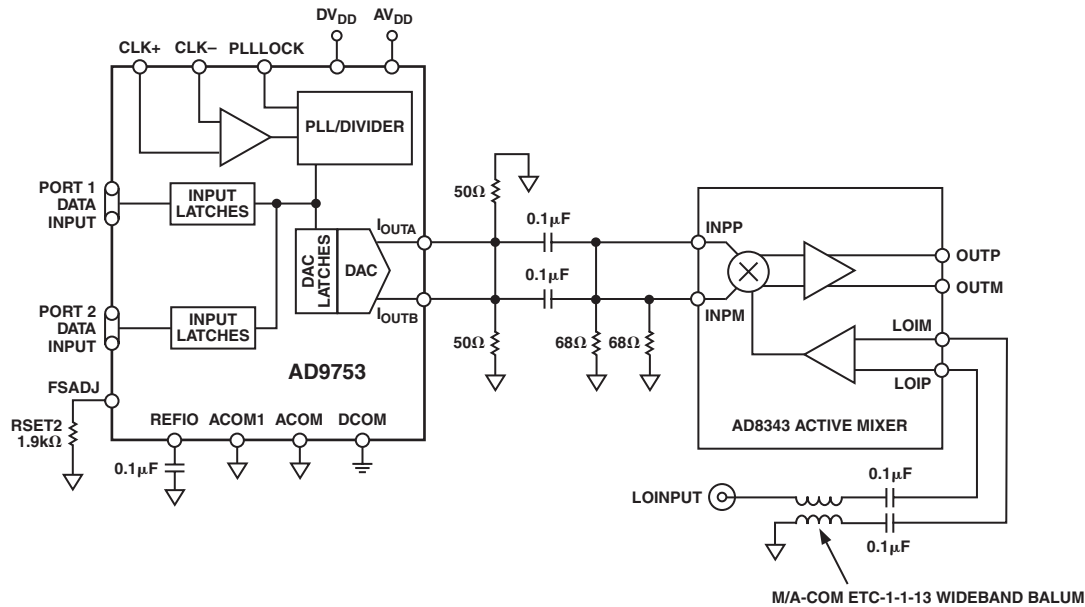 DVDD AVDD
CLK+ CLK– PLLLOCK
PLL/DIVIDER
PORT 1
DATA
INPUT
INPUT
LATCHES
PORT 2
DATA
INPUT
INPUT
LATCHES
DAC
LATCHES
DAC
IOUTA
IOUTB
AD9753
FSADJ
RSET2
1.9kΩ
REFIO ACOM1 ACOM DCOM
0.1μF
50Ω
0.1μF
0.1μF
50Ω
68Ω 68Ω
INPP
INPM
OUTP
OUTM
LOIM
LOIP
AD8343 ACTIVE MIXER
LOINPUT
0.1μF
0.1μF
M/A-COM ETC-1-1-13 WIDEBAND BALUM